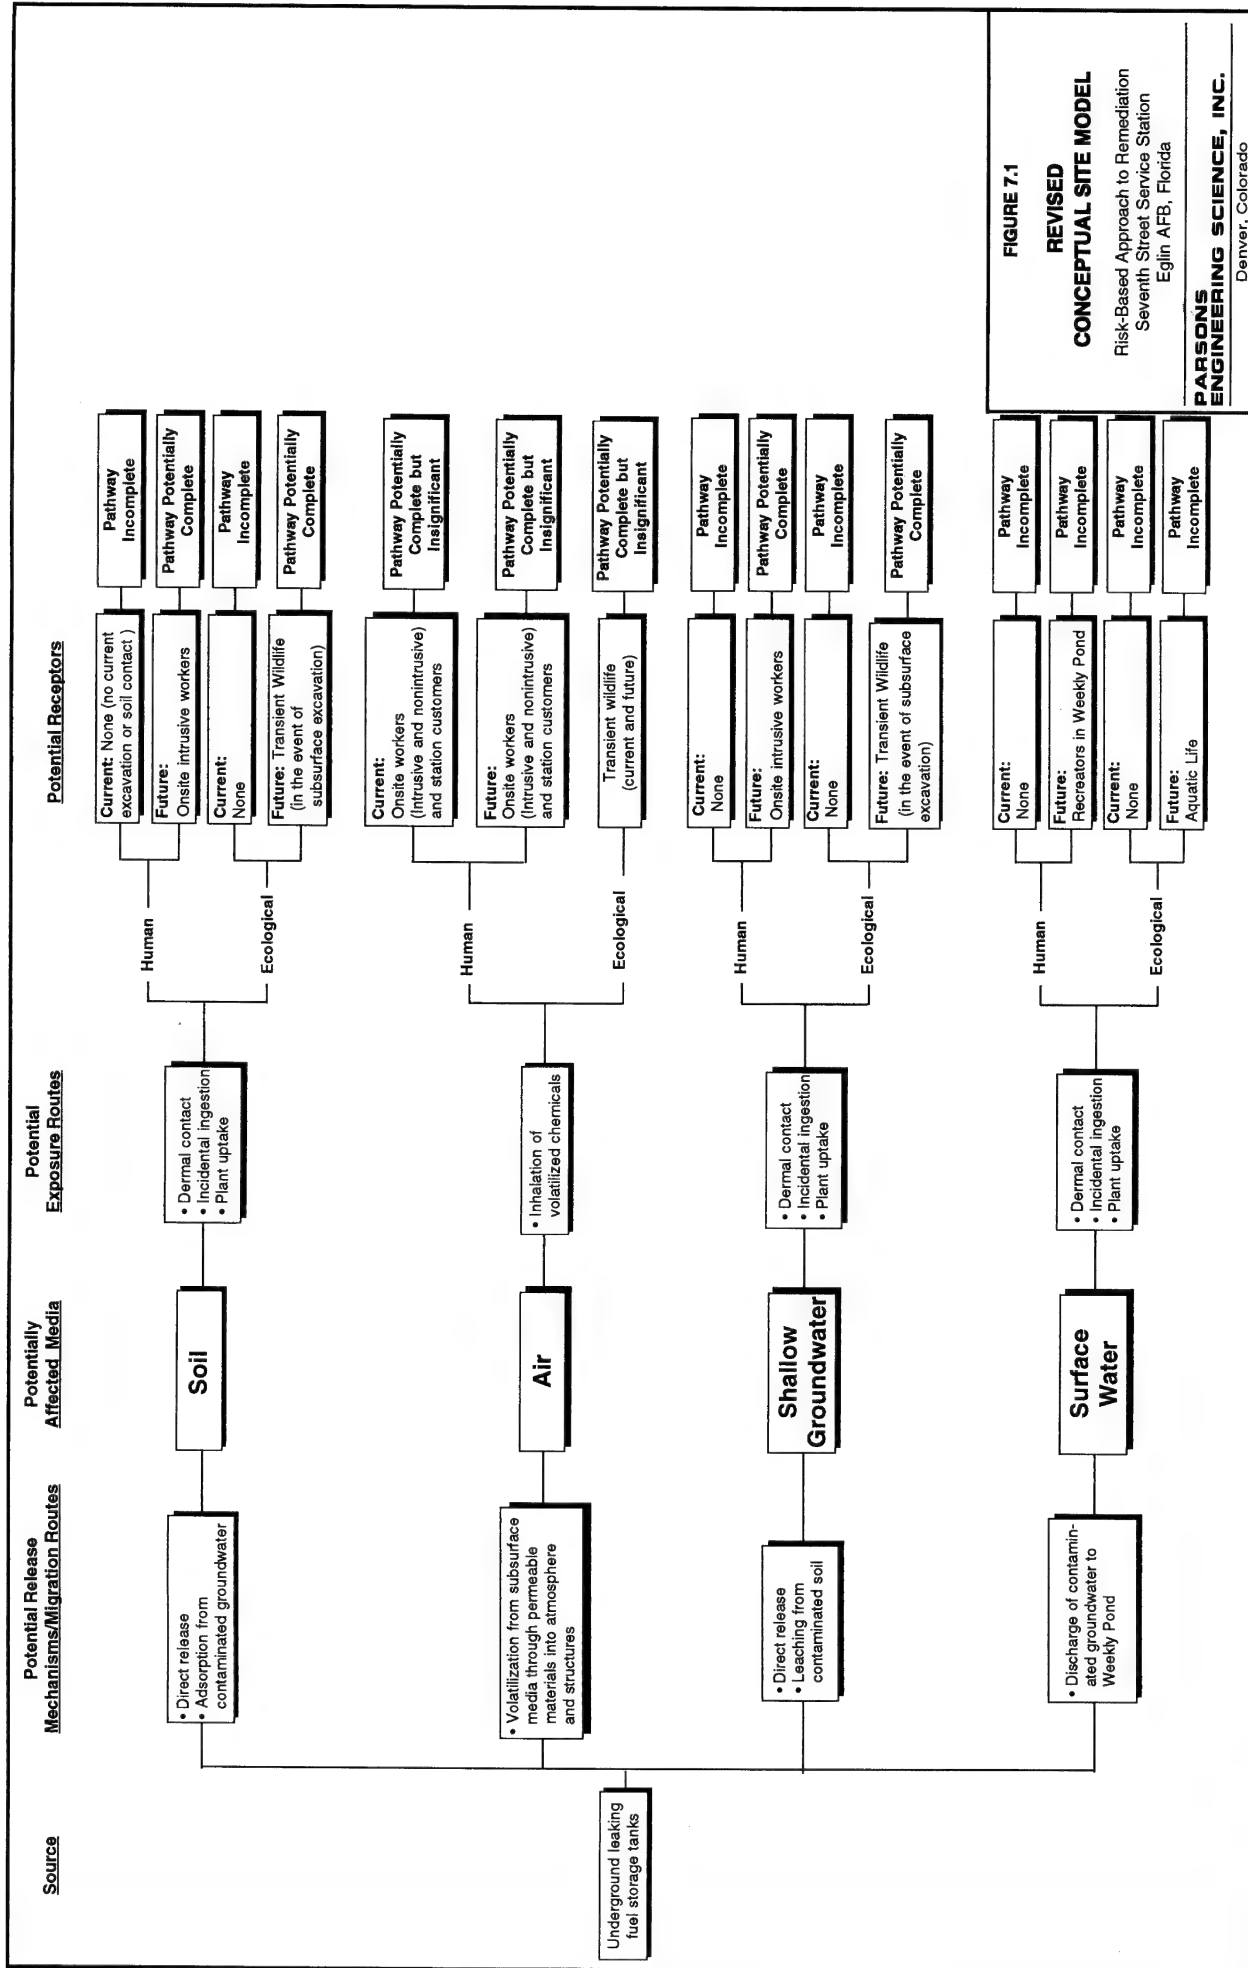 Source
Potential Release
Mechanisms/Migration Routes
Potentially
Affected Media
Potential
Exposure Routes
Potential Receptors
Underground leaking
fuel storage tanks
• Direct release
• Adsorption from
contaminated groundwater
Soil
• Dermal contact
• Incidental ingestion
• Plant uptake
Human
Current: None (no current
excavation or soil contact )
Pathway
Incomplete
Future:
Onsite intrusive workers
Pathway Potentially
Complete
Ecological
Current:
None
Pathway
Incomplete
Future: Transient Wildlife
(in the event of
subsurface excavation)
Pathway Potentially
Complete
• Volatilization from subsurface
media through permeable
materials into atmosphere
and structures
Air
• Inhalation of
volatilized chemicals
Human
Current:
Onsite workers
(Intrusive and nonintrusive)
and station customers
Pathway Potentially
Complete but
Insignificant
Future:
Onsite workers
(Intrusive and nonintrusive)
and station customers
Pathway Potentially
Complete but
Insignificant
Ecological
Transient wildlife
(current and future)
Pathway Potentially
Complete but
Insignificant
• Direct release
• Leaching from
contaminated soil
Shallow
Groundwater
• Dermal contact
• Incidental ingestion
• Plant uptake
Human
Current:
None
Pathway
Incomplete
Future:
Onsite intrusive workers
Pathway Potentially
Complete
Ecological
Current:
None
Pathway
Incomplete
Future: Transient Wildlife
(in the event of subsurface
excavation)
Pathway Potentially
Complete
• Discharge of contamin-
ated groundwater to
Weekly Pond
Surface
Water
• Dermal contact
• Incidental ingestion
• Plant uptake
Human
Current:
None
Pathway
Incomplete
Future:
Recreators in Weekly Pond
Pathway
Incomplete
Ecological
Current:
None
Pathway
Incomplete
Future:
Aquatic Life
Pathway
Incomplete
FIGURE 7.1
REVISED
CONCEPTUAL SITE MODEL
Risk-Based Approach to Remediation
Seventh Street Service Station
Eglin AFB, Florida
PARSONS
ENGINEERING SCIENCE, INC.
Denver, Colorado